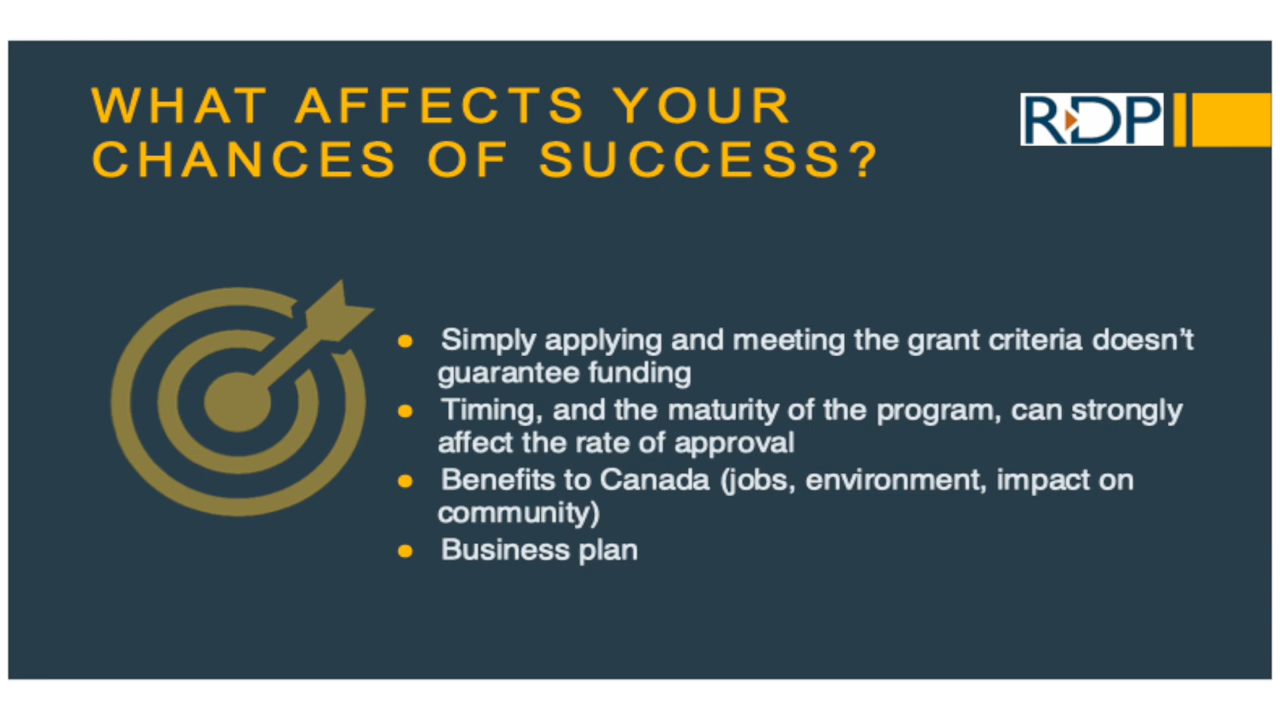 WHAT AFFECTS YOUR
CHANCES OF SUCCESS?
RDP
● Simply applying and meeting the grant criteria doesn’t
guarantee funding
● Timing, and the maturity of the program, can strongly
affect the rate of approval
● Benefits to Canada (jobs, environment, impact on
community)
● Business plan